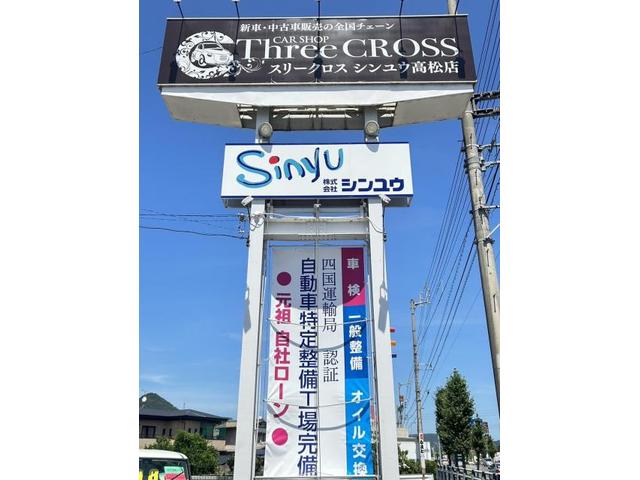 新車・中古車販売の全国チェーン
CAR SHOP
Three CROSS
スリークロス シンユウ高松店
Sinyu
株式会社 シンユウ
車検 一般整備 オイル交換
四国運輸局 認証
自動車特定整備工場完備
● 元祖 自社ローン ●